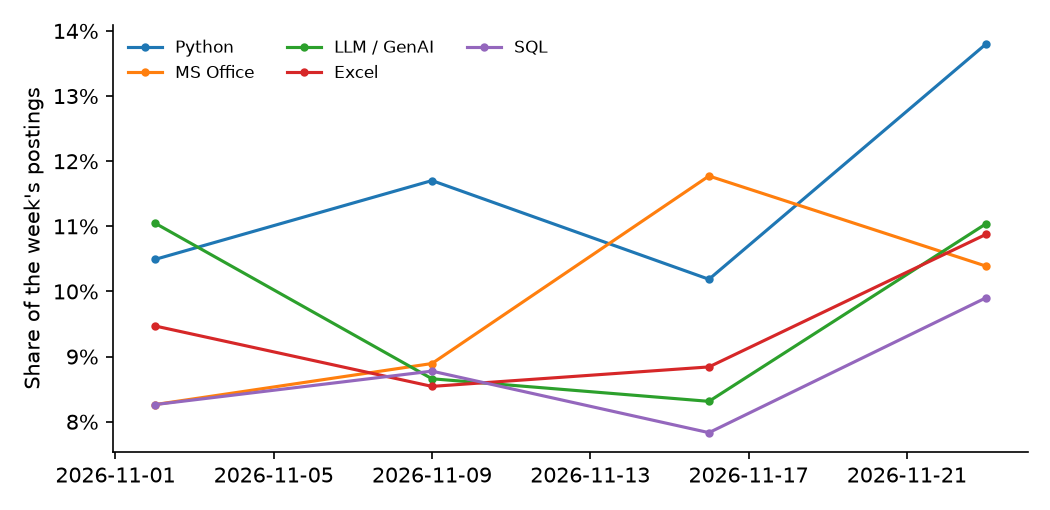 14%
13%
12%
11%
10%
9%
8%
Share of the week's postings
Python
MS Office
LLM / GenAI
Excel
SQL
2026-11-01 2026-11-05 2026-11-09 2026-11-13 2026-11-17 2026-11-21